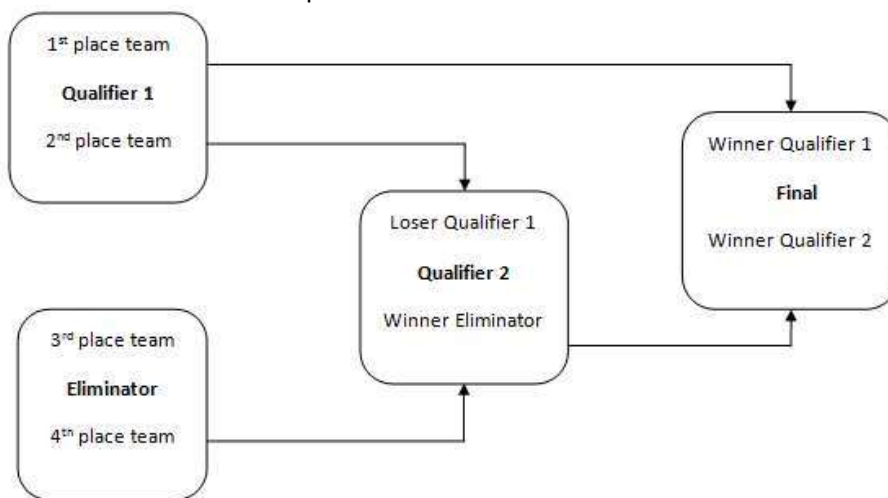 1st place team
Qualifier 1
2nd place team
Winner Qualifier 1
Final
Winner Qualifier 2
Loser Qualifier 1
Qualifier 2
Winner Eliminator
3rd place team
Eliminator
4th place team